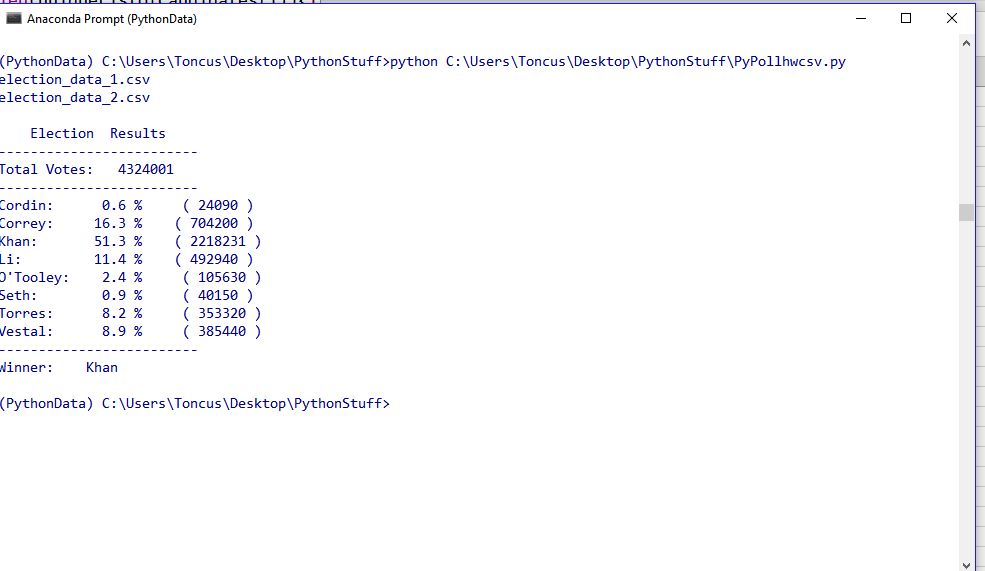 Anaconda Prompt (PythonData)
(PythonData) C:\Users\Toncus\Desktop\PythonStuff>python C:\Users\Toncus\Desktop\PythonStuff\PyPollhwcsv.py
election_data_1.csv
election_data_2.csv
Election  Results
-------------------------
Total Votes:   4324001
-------------------------
Cordin:      0.6 %     ( 24090 )
Correy:     16.3 %    ( 704200 )
Khan:       51.3 %    ( 2218231 )
Li:         11.4 %    ( 492940 )
O'Tooley:    2.4 %     ( 105630 )
Seth:        0.9 %     ( 40150 )
Torres:      8.2 %     ( 353320 )
Vestal:      8.9 %     ( 385440 )
-------------------------
Winner:    Khan
(PythonData) C:\Users\Toncus\Desktop\PythonStuff>